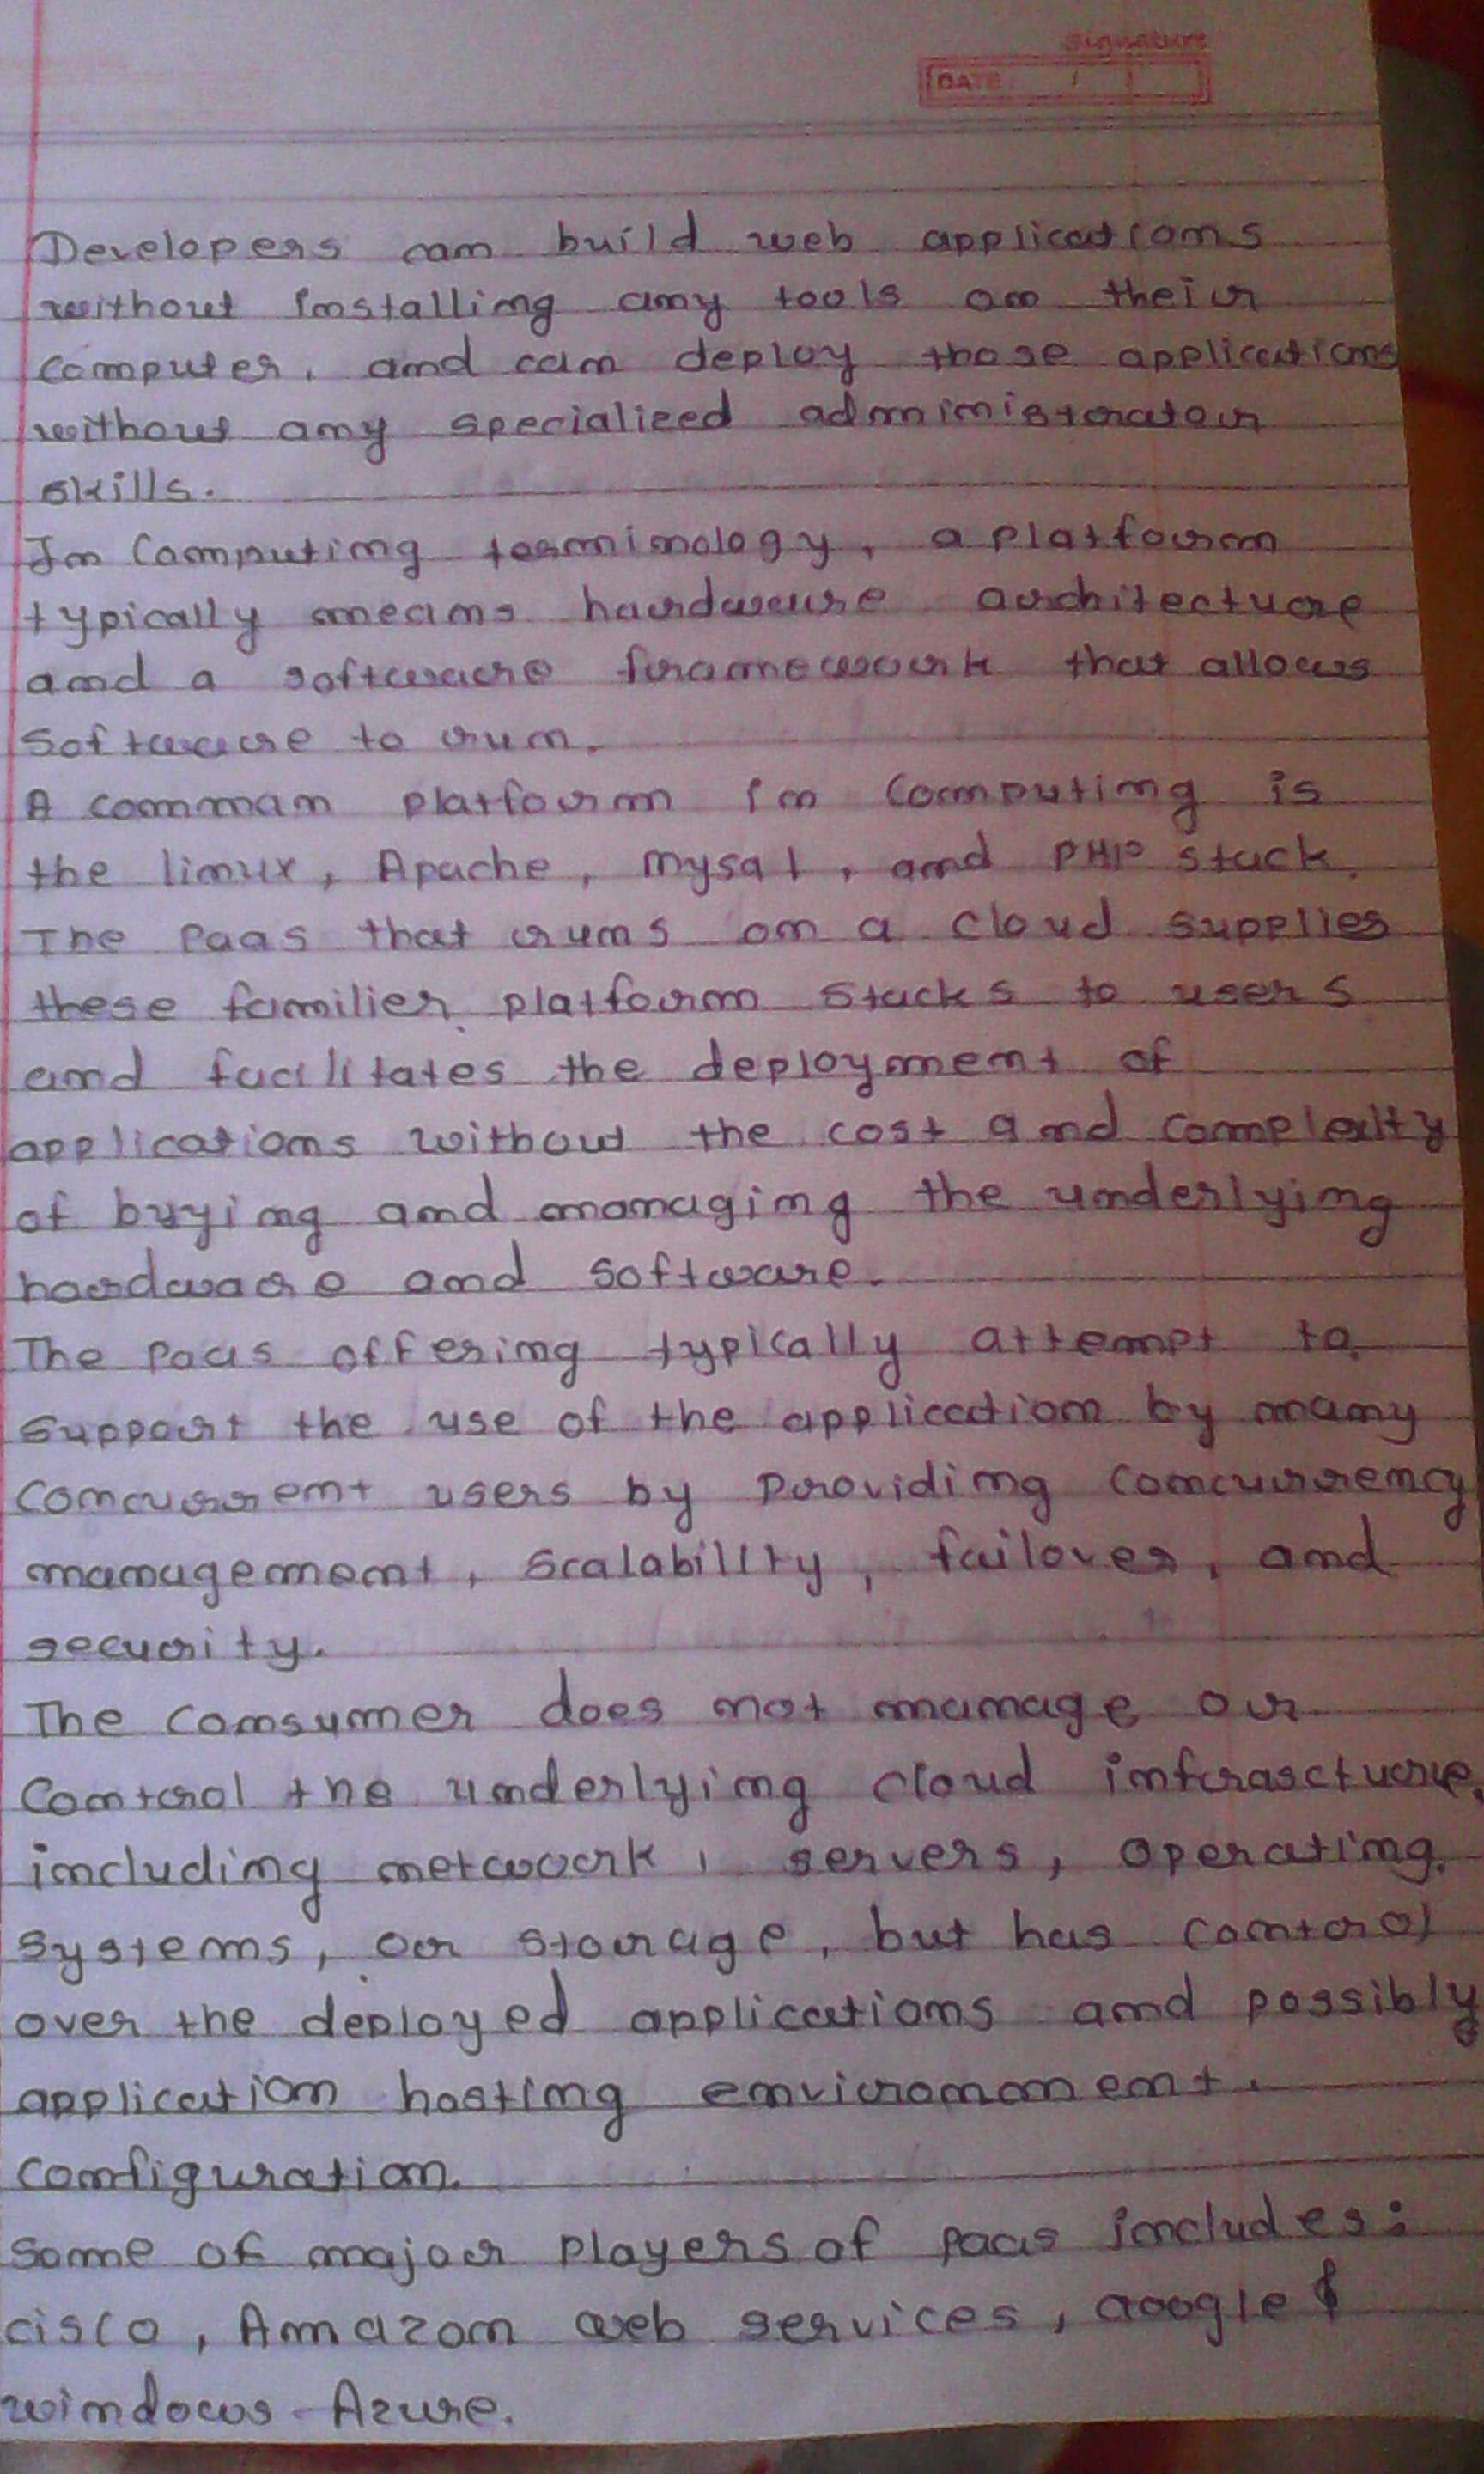 Signature
DATE / /
Developers can build web applications
without installing any tools on their
computer, and can deploy those applications
without any specialized administrator
skills.
In Computing terminology, a platform
typically means hardware architecture
and a software framework that allows
Software to run.
A comman platform in Computing is
the linux, Apache, mysql, and PHP stack.
The Paas that runs on a cloud supplies
these familier platform stacks to users
and facilitates the deployment of
applications without the cost and complexity
of buying and managing the underlying
hardware and software.
The Paas offering typically attempt to
Support the use of the application by many
concurrent users by providing concurrency
management, scalability, failover, and
security.
The consumer does not manage or
Control the underlying cloud infrascture,
including network, servers, operating
systems, or storage, but has control
over the deployed applications and possibly
application hosting environment.
configuration.
Some of major players of paas includes:
cisco, Amazon web services, Google &
windows Azure.